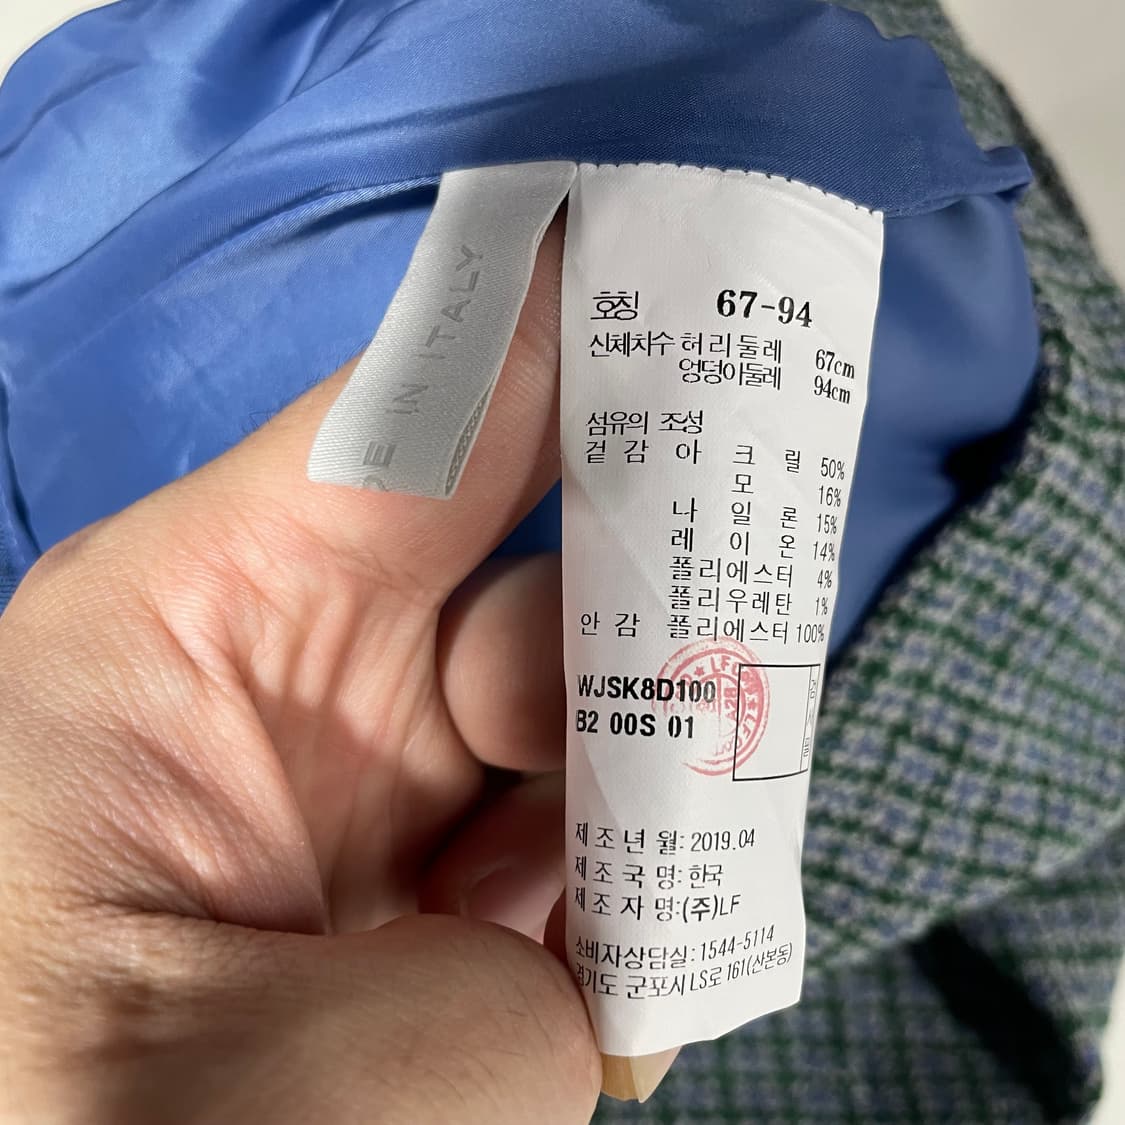 IN ITALY
호칭 67-94
신체치수 허리둘레 67cm
엉덩이둘레 94cm
섬유의 조성
겉감 아크릴 50%
모 16%
나일론 15%
레이온 14%
폴리에스터 4%
폴리우레탄 1%
안감 폴리에스터 100%
WJSK8D100
B2 00S 01
제조년월: 2019.04
제조국명: 한국
제조자명:(주)LF
소비자상담실: 1544-5114
경기도 군포시 LS로 161(산본동)